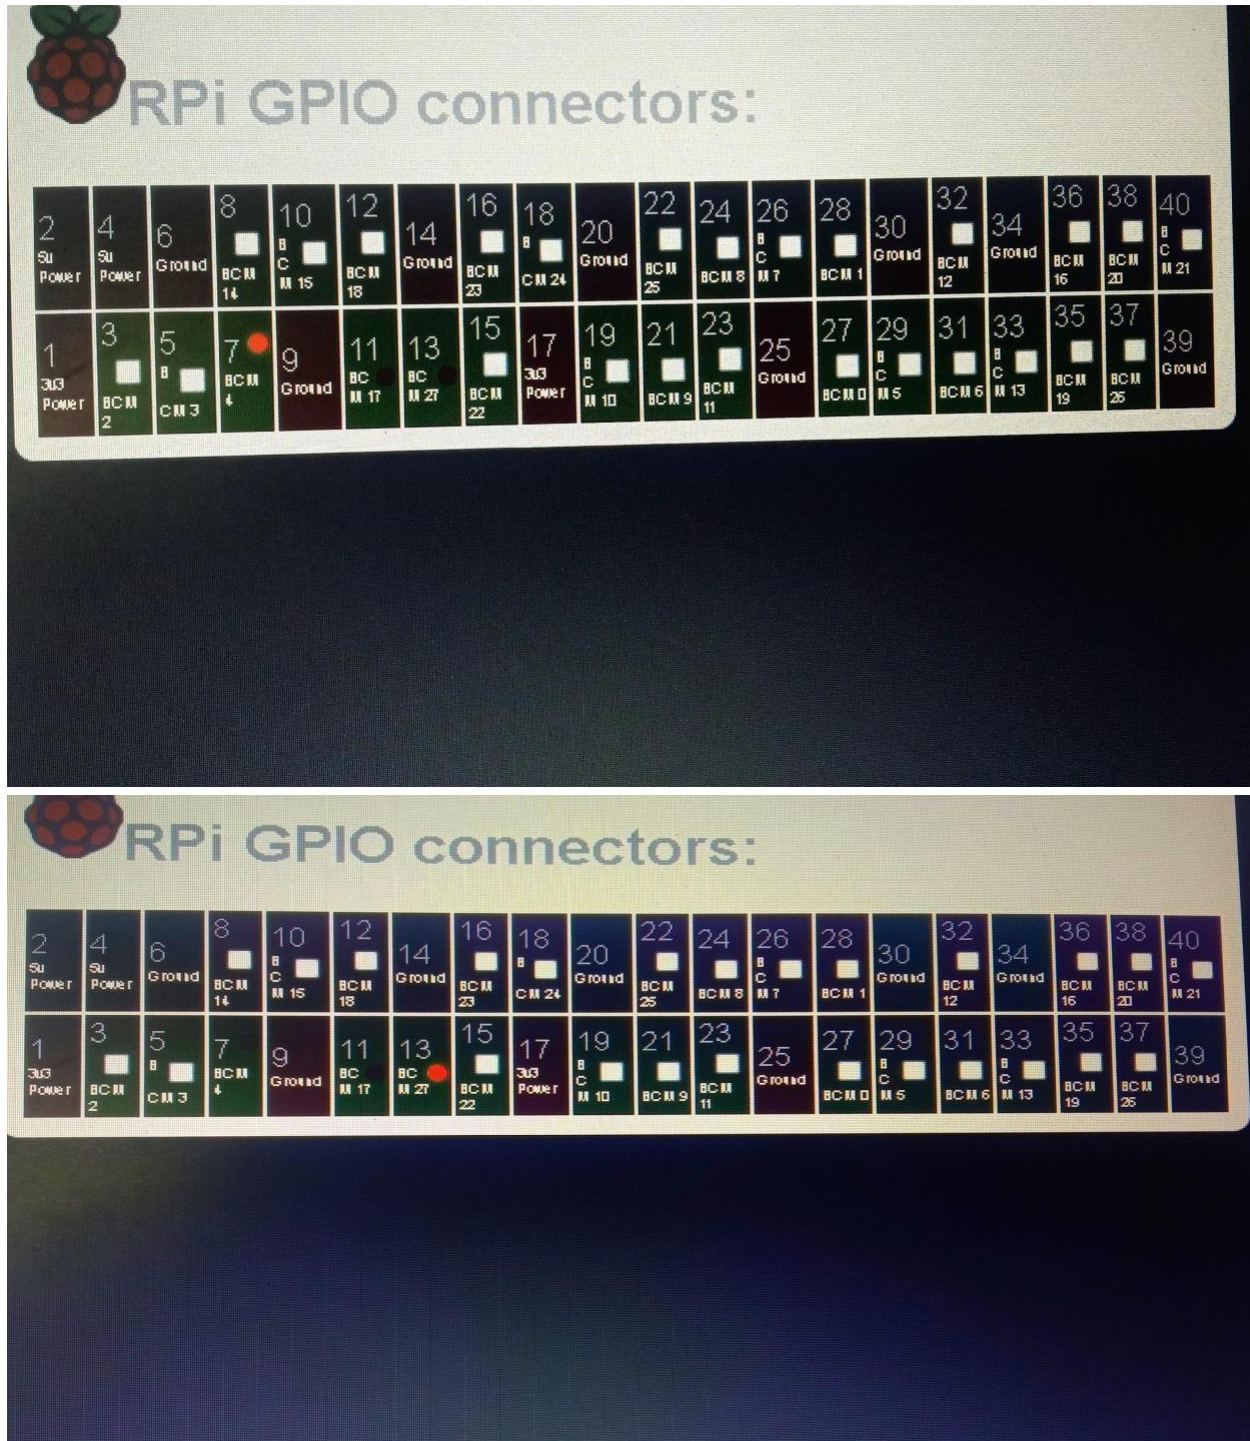 RPi GPIO connectors:
2 4 6 8 10 12 14 16 18 20 22 24 26 28 30 32 34 36 38 40
5u Power 5u Power Ground BCM 14 BCM 15 BCM 18 Ground BCM 23 BCM 24 Ground BCM 25 BCM 8 BCM 7 BCM 1 Ground BCM 12 Ground BCM 16 BCM 20 BCM 21
1 3 5 7 9 11 13 15 17 19 21 23 25 27 29 31 33 35 37 39
3u3 Power BCM 2 BCM 3 BCM 4 Ground BCM 17 BCM 27 BCM 22 3u3 Power BCM 10 BCM 9 BCM 11 Ground BCM 0 BCM 5 BCM 6 BCM 13 BCM 19 BCM 26 Ground
RPi GPIO connectors:
2 4 6 8 10 12 14 16 18 20 22 24 26 28 30 32 34 36 38 40
5u Power 5u Power Ground BCM 14 BCM 15 BCM 18 Ground BCM 23 BCM 24 Ground BCM 25 BCM 8 BCM 7 BCM 1 Ground BCM 12 Ground BCM 16 BCM 20 BCM 21
1 3 5 7 9 11 13 15 17 19 21 23 25 27 29 31 33 35 37 39
3u3 Power BCM 2 BCM 3 BCM 4 Ground BCM 17 BCM 27 BCM 22 3u3 Power BCM 10 BCM 9 BCM 11 Ground BCM 0 BCM 5 BCM 6 BCM 13 BCM 19 BCM 26 Ground